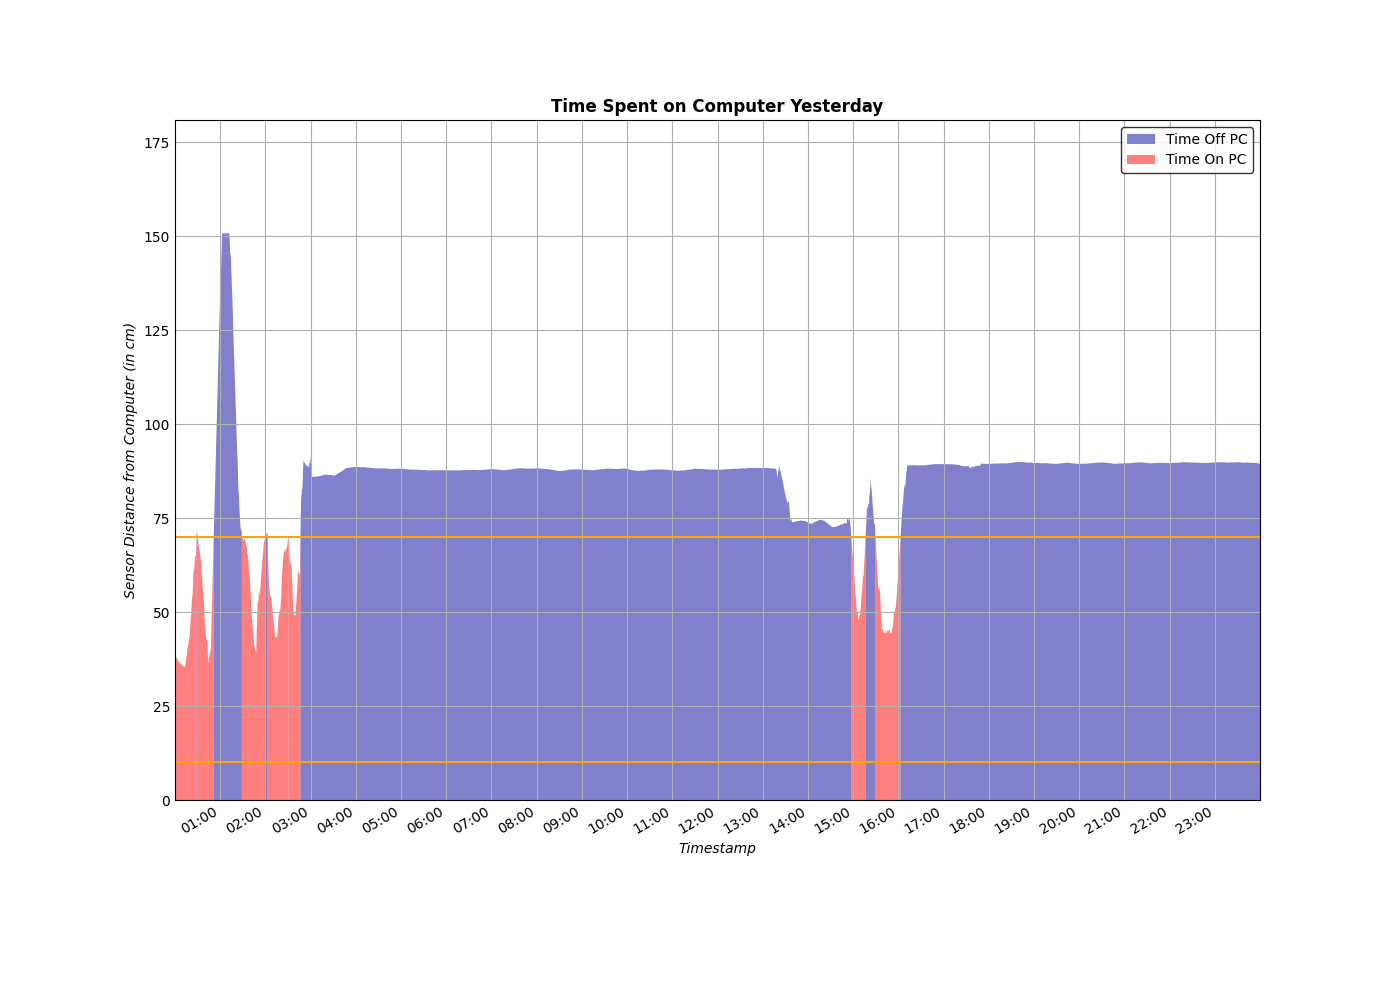 Time Spent on Computer Yesterday
Time Off PC
Time On PC
Sensor Distance from Computer (in cm)
175
150
125
100
75
50
25
0
01:00 02:00 03:00 04:00 05:00 06:00 07:00 08:00 09:00 10:00 11:00 12:00 13:00 14:00 15:00 16:00 17:00 18:00 19:00 20:00 21:00 22:00 23:00
Timestamp